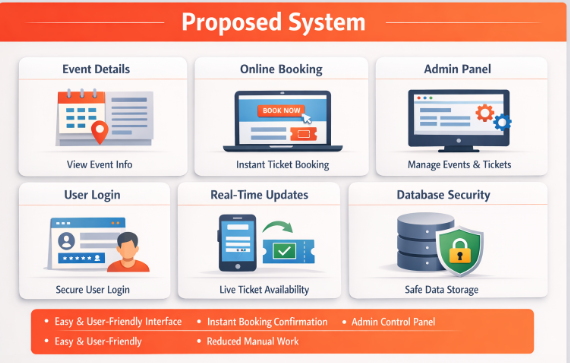 Proposed System
Event Details
View Event Info
Online Booking
BOOK NOW
Instant Ticket Booking
Admin Panel
Manage Events & Tickets
User Login
Secure User Login
Real-Time Updates
Live Ticket Availability
Database Security
Safe Data Storage
• Easy & User-Friendly Interface • Instant Booking Confirmation • Admin Control Panel
• Easy & User-Friendly • Reduced Manual Work